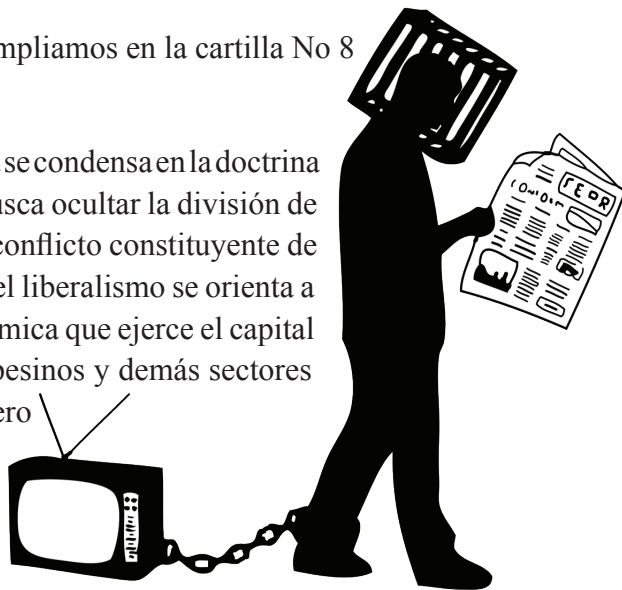 mpliamos en la cartilla No 8
se condensa en la doctrina
usca ocultar la división de
conflicto constituyente de
el liberalismo se orienta a
mica que ejerce el capital
pesinos y demás sectores
ero